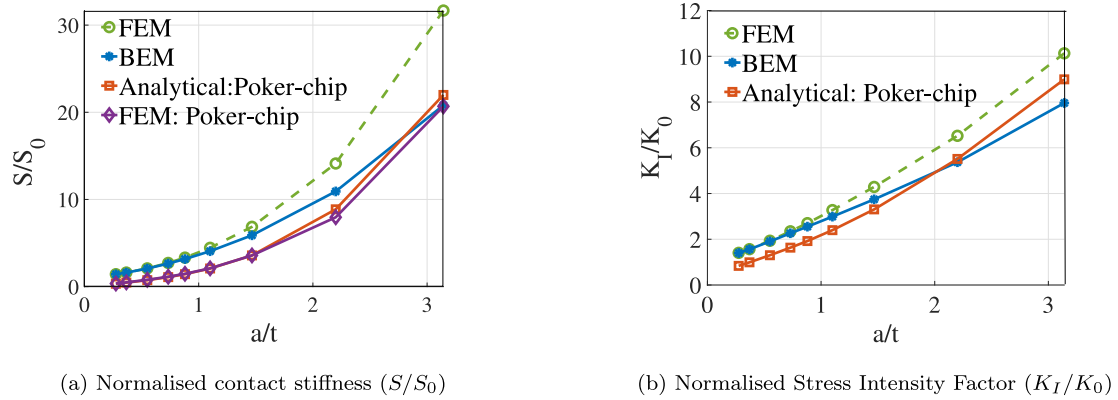 FEM
BEM
Analytical:Poker-chip
FEM: Poker-chip
S/S0
30
20
10
0
0 1 2 3
a/t
(a) Normalised contact stiffness (S/S0)
FEM
BEM
Analytical: Poker-chip
KI/K0
12
10
8
6
4
2
0
0 1 2 3
a/t
(b) Normalised Stress Intensity Factor (KI/K0)